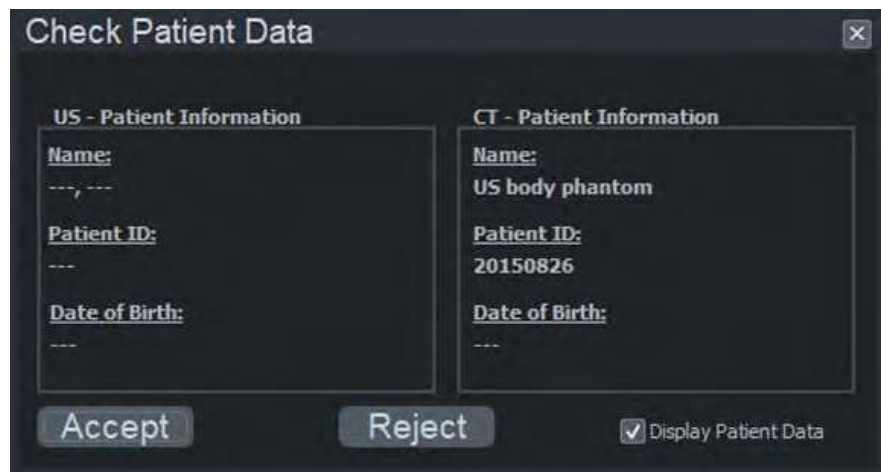 Check Patient Data
US - Patient Information
Name:
---, ---
Patient ID:
---
Date of Birth:
---
CT - Patient Information
Name:
US body phantom
Patient ID:
20150826
Date of Birth:
---
Accept
Reject
Display Patient Data